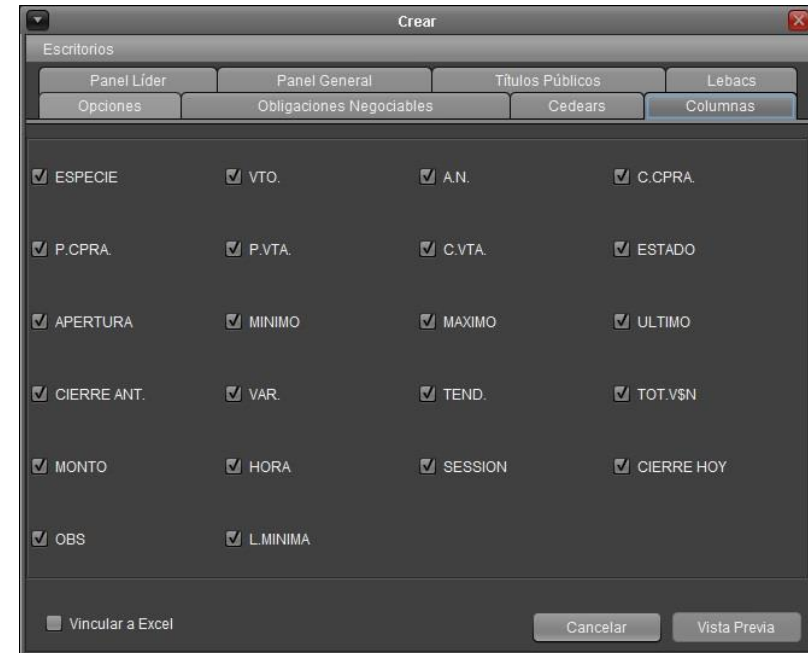 Crear
Escritorios
Panel Líder Panel General Títulos Públicos Lebacs
Opciones Obligaciones Negociables Cedears Columnas
ESPECIE VTO. A.N. C.CPRA.
P.CPRA. P.VTA. C.VTA. ESTADO
APERTURA MINIMO MAXIMO ULTIMO
CIERRE ANT. VAR. TEND. TOT.V$N
MONTO HORA SESSION CIERRE HOY
OBS L.MINIMA
Vincular a Excel Cancelar Vista Previa